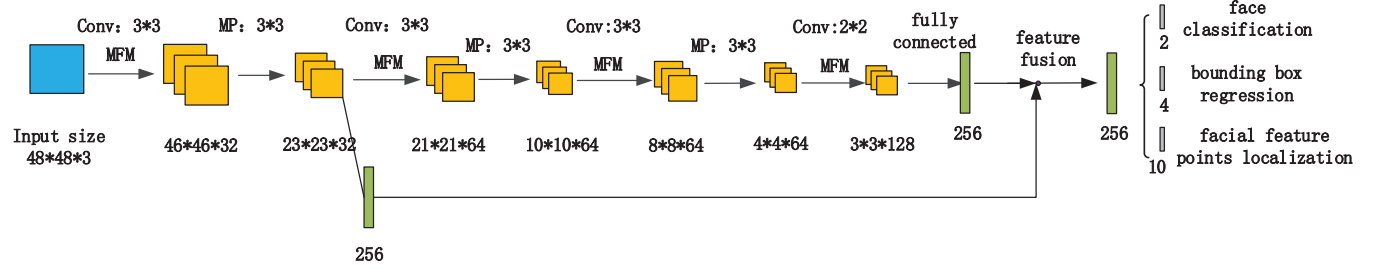 Conv: 3*3
MFM
MP: 3*3
Conv: 3*3
MFM
MP: 3*3
Conv:3*3
MFM
MP: 3*3
Conv:2*2
MFM
fully
connected
feature
fusion
Input size
48*48*3
46*46*32
23*23*32
21*21*64
10*10*64
8*8*64
4*4*64
3*3*128
256
256
256
2
face
classification
4
bounding box
regression
10
facial feature
points localization